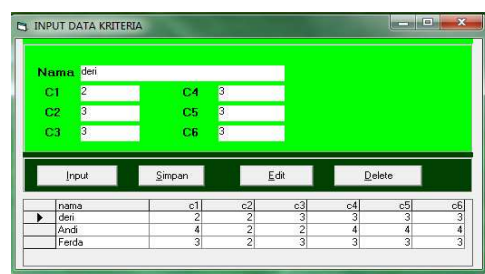 INPUT DATA KRITERIA
Nama deri
C1 2 C4 3
C2 3 C5 3
C3 3 C6 3
Input Simpan Edit Delete
nama c1 c2 c3 c4 c5 c6
deri 2 2 3 3 3 3
Andi 4 2 2 4 4 4
Ferda 3 2 3 3 3 3